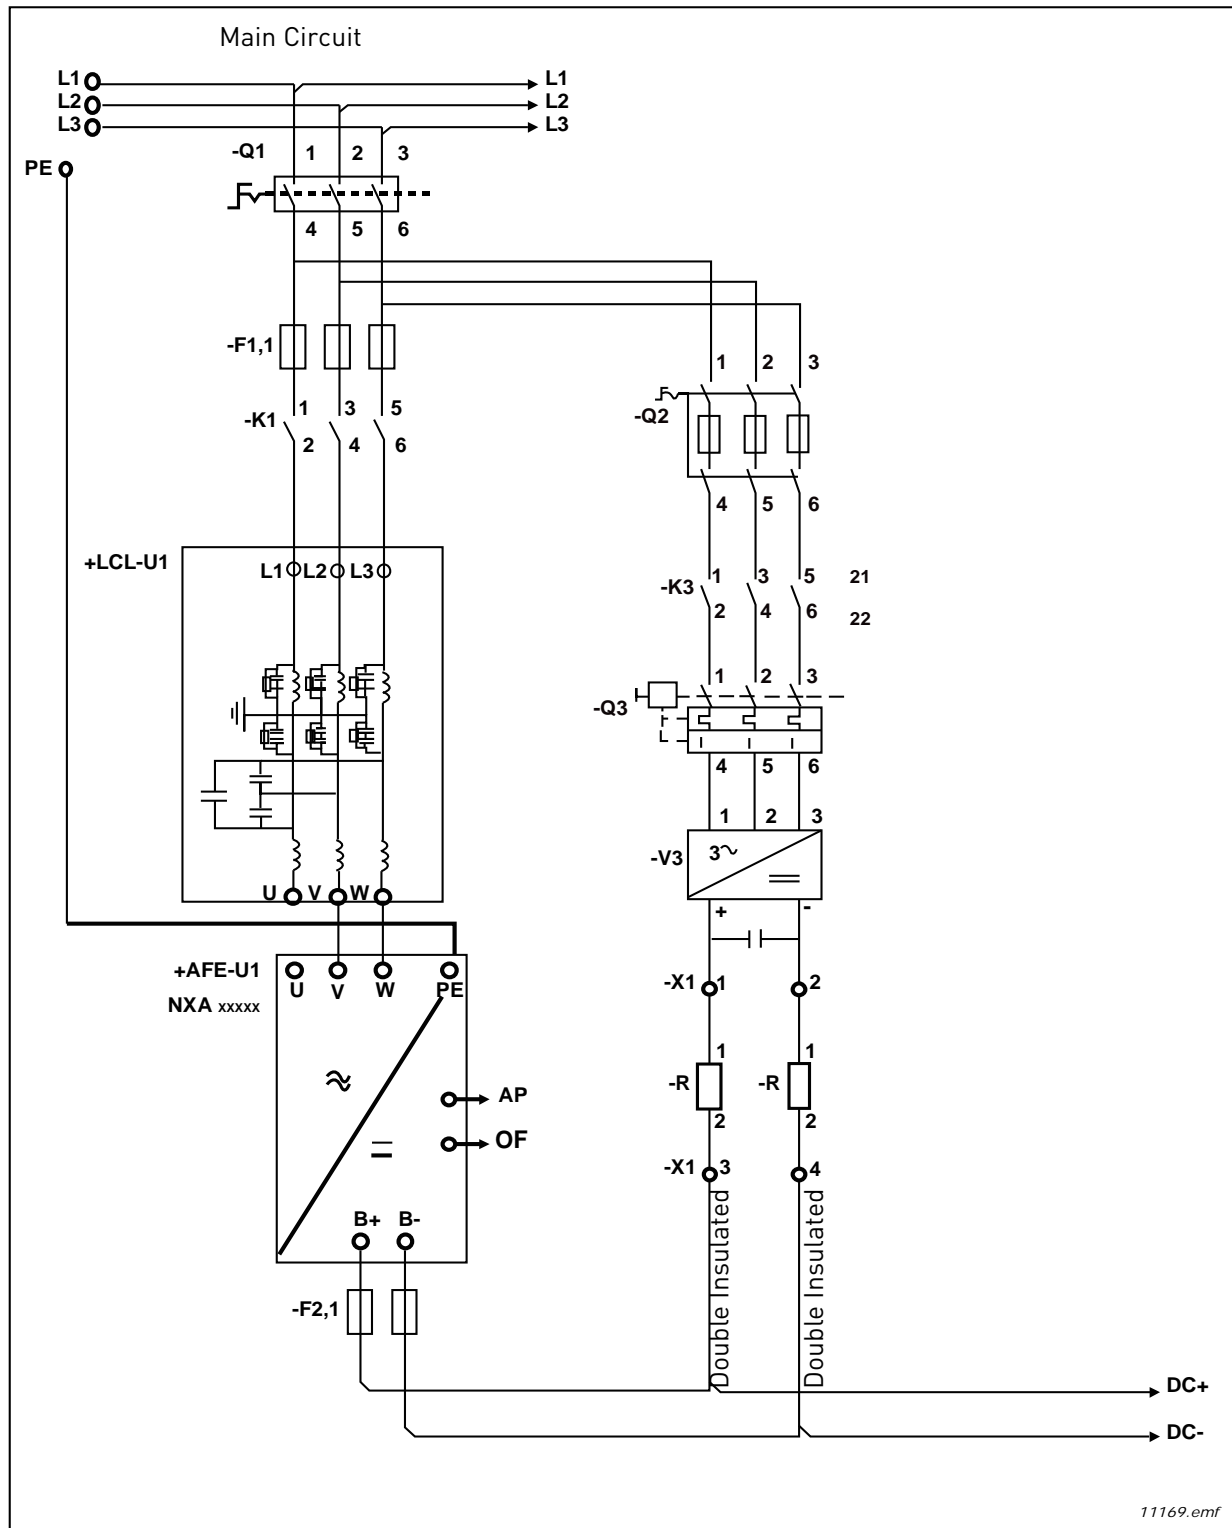 Main Circuit
L1 L1
L2 L2
L3 L3
-Q1 1 2 3
PE
4 5 6
-F1,1
1 2 3
-Q2
1 3 5
-K1
2 4 6
4 5 6
+LCL-U1
L1 L2 L3
1 3 5 21
-K3
2 4 6 22
1 2 3
-Q3
4 5 6
1 2 3
-V3 3~
U V W
+ -
+AFE-U1
U V W PE
NXA xxxxx
-X1 1 2
1 1
-R -R
2 2
AP
OF
-X1 3 4
Double Insulated
Double Insulated
B+ B-
-F2,1
DC+
DC-
11169.emf